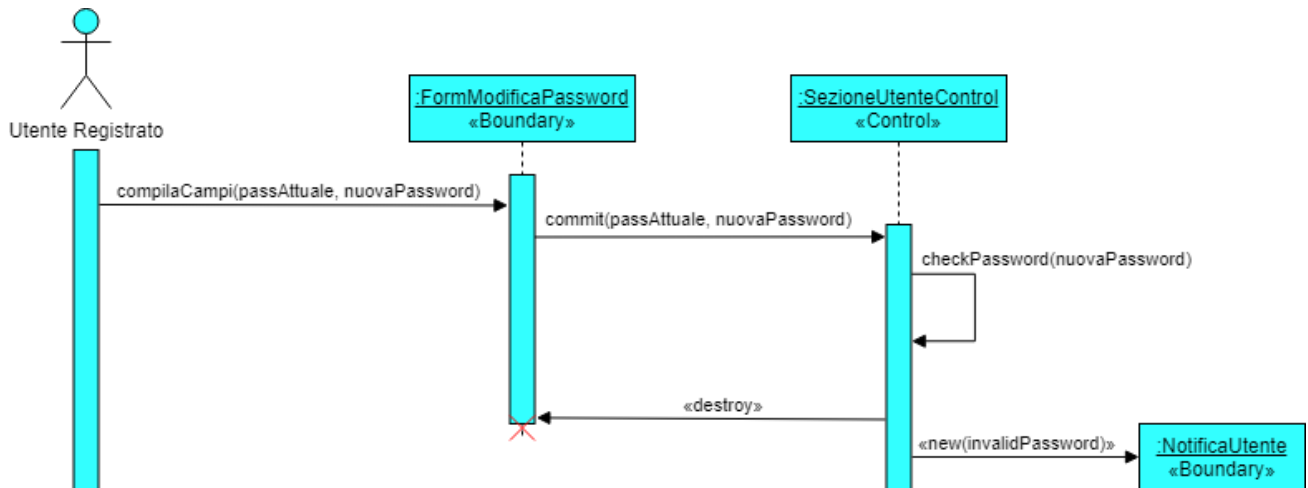 :FormModificaPassword
«Boundary»
:SezioneUtenteControl
«Control»
Utente Registrato
compilaCampi(passAttuale, nuovaPassword)
commit(passAttuale, nuovaPassword)
checkPassword(nuovaPassword)
«destroy»
«new(invalidPassword)»
:NotificaUtente
«Boundary»